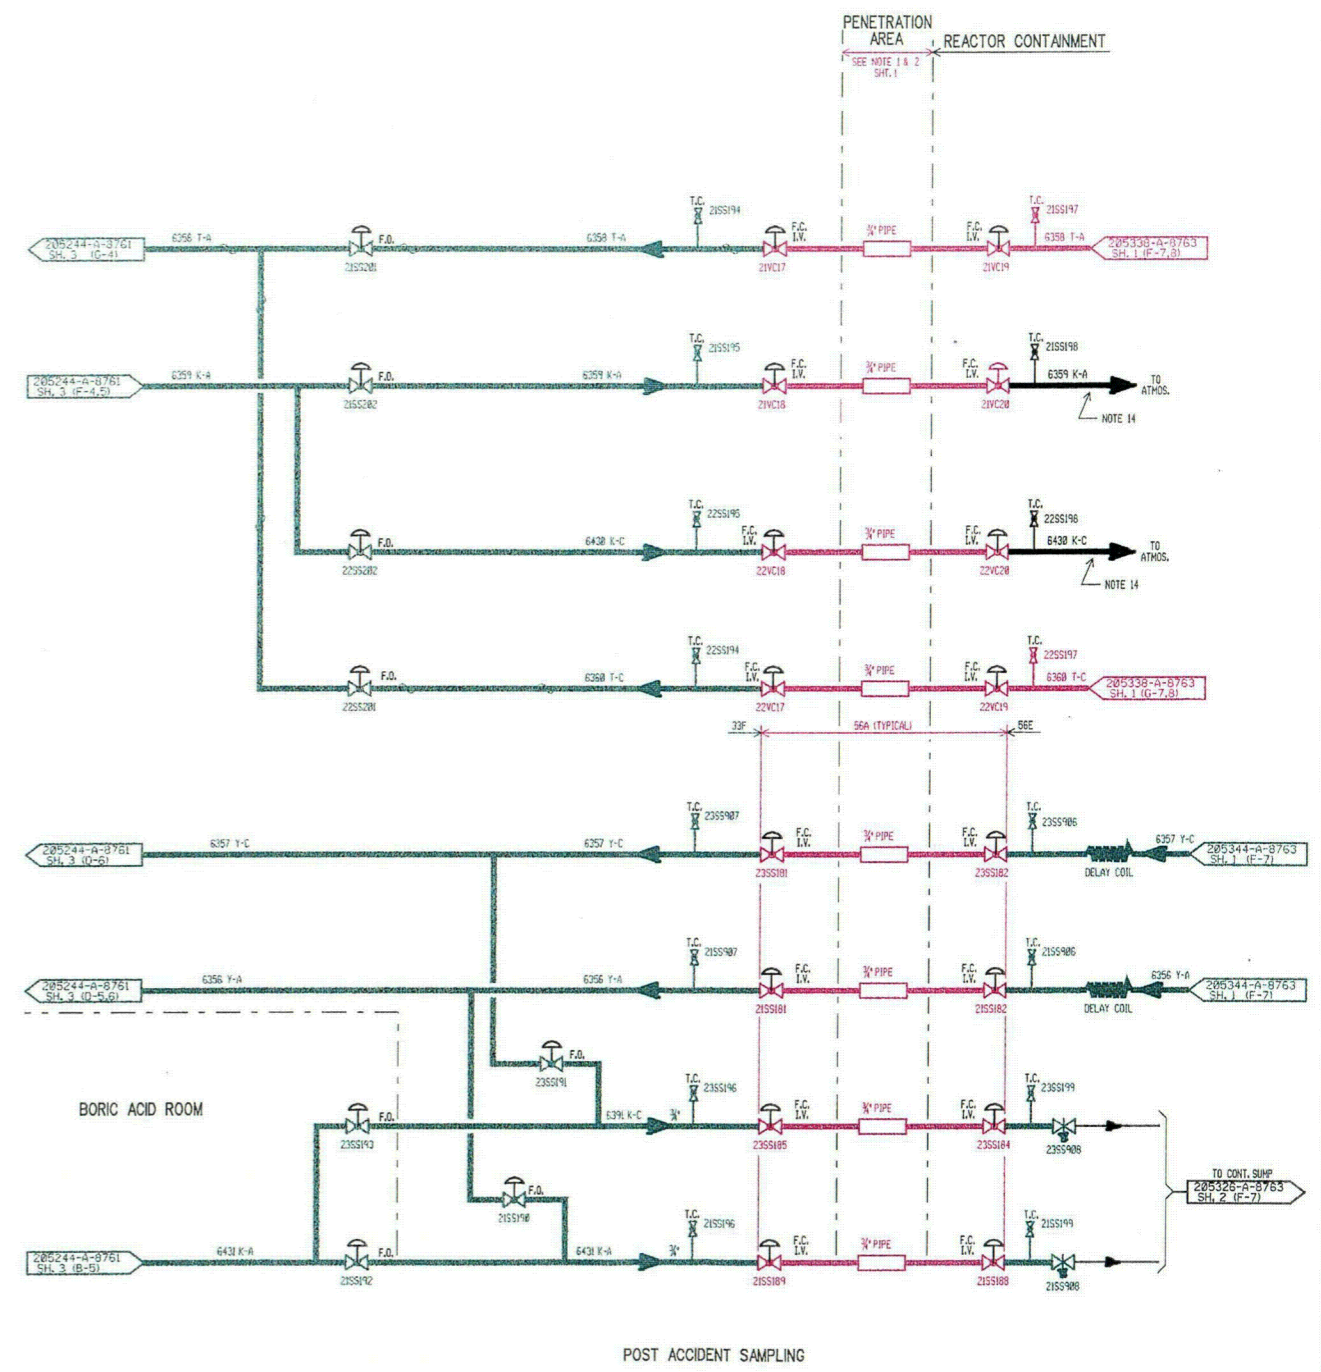 PENETRATION
AREA
REACTOR CONTAINMENT
SEE NOTE 1 & 2
SHT.1
T.C.
21SS194
T.C.
21SS197
6356 T-A
F.O.
6358 T-A
F.C.
I.V.
¾" PIPE
F.C.
I.V.
6358 T-A
205244-A-8761
SH. 3 (G-4)
205338-A-8763
SH. 1 (F-7,8)
21SS201
21VC17
21VC19
T.C.
21SS195
T.C.
21SS198
6359 K-A
F.O.
6359 K-A
F.C.
I.V.
¾" PIPE
F.C.
I.V.
6359 K-A
TO
ATMOS.
205244-A-8761
SH. 3 (F-4,5)
21SS202
21VC18
21VC20
NOTE 14
T.C.
22SS195
T.C.
22SS198
F.O.
6430 K-C
F.C.
I.V.
¾" PIPE
F.C.
I.V.
6430 K-C
TO
ATMOS.
22SS202
22VC18
22VC20
NOTE 14
T.C.
22SS194
T.C.
22SS197
F.O.
6360 T-C
F.C.
I.V.
¾" PIPE
F.C.
I.V.
6360 T-C
205338-A-8763
SH. 1 (G-7,8)
22SS201
22VC17
22VC19
33F
56A (TYPICAL)
56E
T.C.
23SS907
T.C.
23SS906
6357 Y-C
6357 Y-C
F.C.
I.V.
¾" PIPE
F.C.
I.V.
6357 Y-C
205244-A-8761
SH. 3 (D-6)
205344-A-8763
SH. 1 (F-7)
23SS181
23SS182
DELAY COIL
T.C.
21SS907
T.C.
21SS906
6356 Y-A
6356 Y-A
F.C.
I.V.
¾" PIPE
F.C.
I.V.
6356 Y-A
205244-A-8761
SH. 3 (D-5,6)
205344-A-8763
SH. 1 (F-7)
21SS181
21SS182
DELAY COIL
F.O.
23SS191
BORIC ACID ROOM
T.C.
23SS196
T.C.
23SS199
F.O.
6391 K-C
¾"
F.C.
I.V.
¾" PIPE
F.C.
I.V.
23SS193
23SS185
23SS184
23SS908
F.O.
21SS190
TO CONT. SUMP
205326-A-8763
SH. 2 (F-7)
T.C.
21SS196
T.C.
21SS199
6431 K-A
F.O.
6431 K-A
¾"
F.C.
I.V.
¾" PIPE
F.C.
I.V.
205244-A-8761
SH. 3 (B-5)
21SS192
21SS189
21SS188
21SS908
POST ACCIDENT SAMPLING